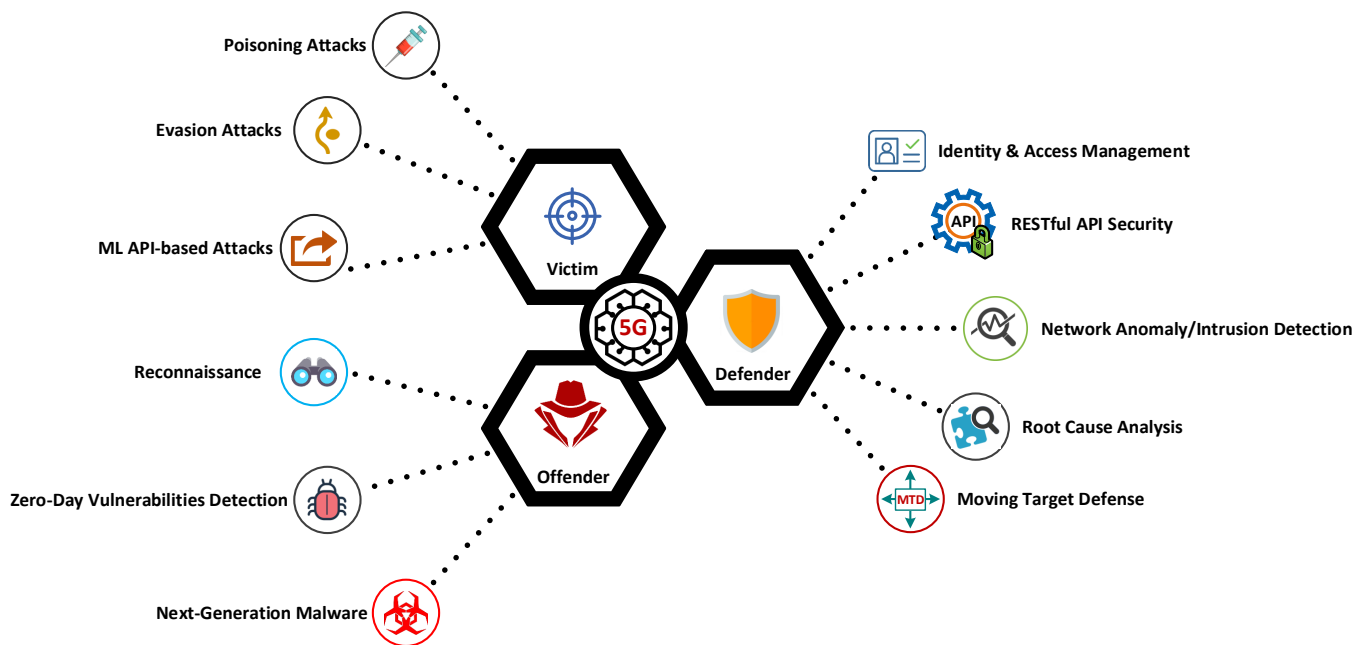 Poisoning Attacks
Evasion Attacks
ML API-based Attacks
Victim
Reconnaissance
Zero-Day Vulnerabilities Detection
Next-Generation Malware
Offender
5G
Defender
Identity & Access Management
API
RESTful API Security
Network Anomaly/Intrusion Detection
Root Cause Analysis
MTD
Moving Target Defense